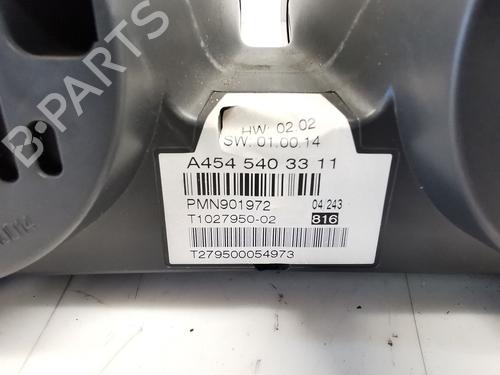 B-PARTS
HW: 02.02
SW: 01.00.14
A454 540 33 11
PMN901972 04.243
T1027950-02 816
T279500054973